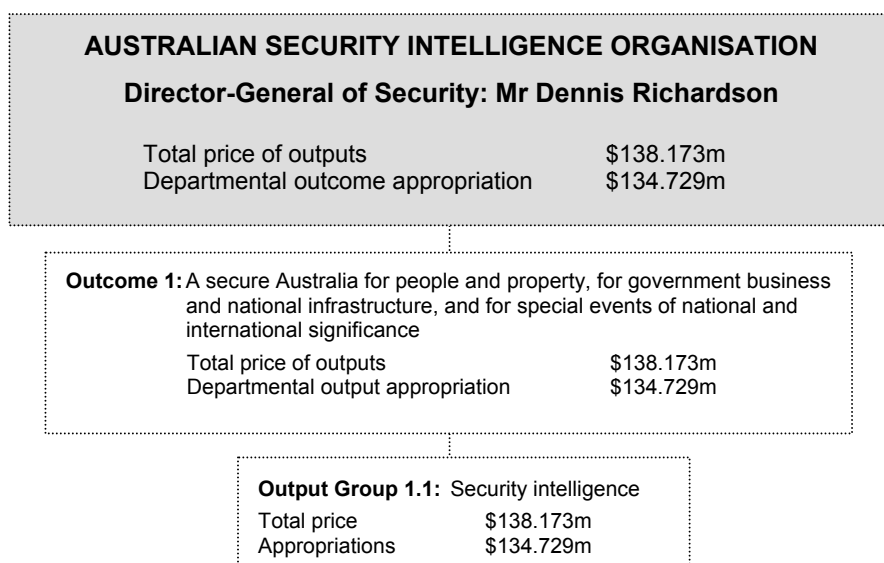 AUSTRALIAN SECURITY INTELLIGENCE ORGANISATION
Director-General of Security: Mr Dennis Richardson
Total price of outputs $138.173m
Departmental outcome appropriation $134.729m
Outcome 1: A secure Australia for people and property, for government business
and national infrastructure, and for special events of national and
international significance
Total price of outputs $138.173m
Departmental output appropriation $134.729m
Output Group 1.1: Security intelligence
Total price $138.173m
Appropriations $134.729m